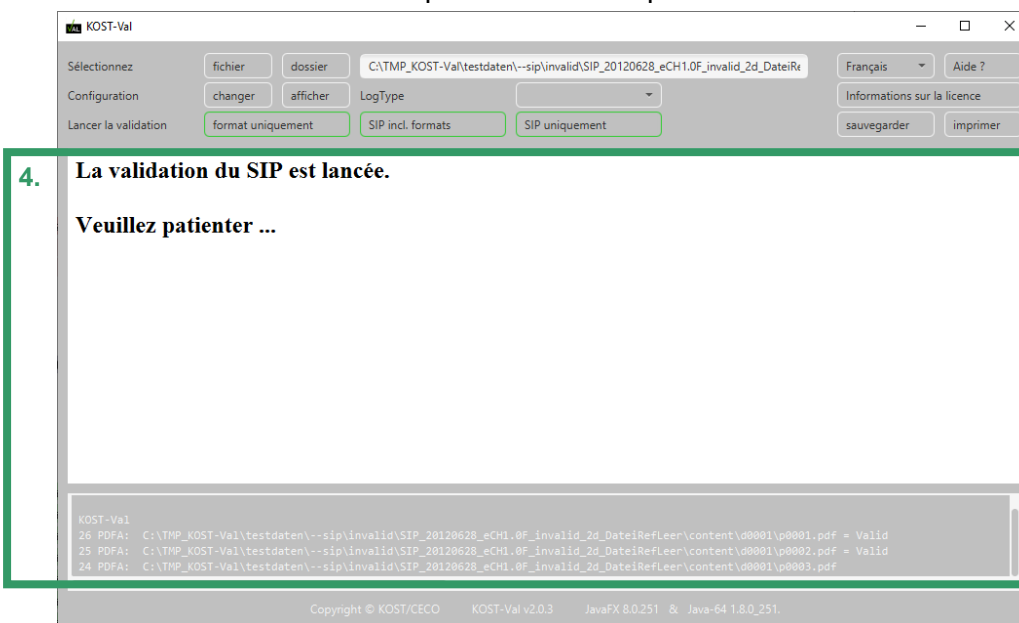 KOST-Val
Sélectionnez fichier dossier C:\TMP_KOST-Val\testdaten\--sip\invalid\SIP_20120628_eCH1.0F_invalid_2d_DateiRe Français Aide ?
Configuration changer afficher LogType Informations sur la licence
Lancer la validation format uniquement SIP incl. formats SIP uniquement sauvegarder imprimer
4. La validation du SIP est lancée.
Veuillez patienter ...
KOST-Val
26 PDFA: C:\TMP_KOST-Val\testdaten\--sip\invalid\SIP_20120628_eCH1.0F_invalid_2d_DateiRefLeer\content\d0001\p0001.pdf = Valid
25 PDFA: C:\TMP_KOST-Val\testdaten\--sip\invalid\SIP_20120628_eCH1.0F_invalid_2d_DateiRefLeer\content\d0001\p0002.pdf = Valid
24 PDFA: C:\TMP_KOST-Val\testdaten\--sip\invalid\SIP_20120628_eCH1.0F_invalid_2d_DateiRefLeer\content\d0001\p0003.pdf
Copyright © KOST/CECO KOST-Val v2.0.3 JavaFX 8.0.251 & Java-64 1.8.0_251.